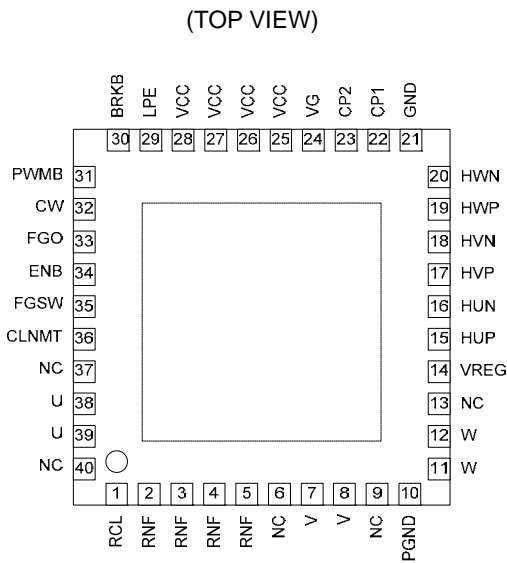 (TOP VIEW)
BRKB LPE VCC VCC VCC VCC VG CP2 CP1 GND
30 29 28 27 26 25 24 23 22 21
PWMB 31 20 HWN
CW 32 19 HWP
FGO 33 18 HVN
ENB 34 17 HVP
FGSW 35 16 HUN
CLNMT 36 15 HUP
NC 37 14 VREG
U 38 13 NC
U 39 12 W
NC 40 11 W
1 2 3 4 5 6 7 8 9 10
RCL RNF RNF RNF RNF NC V V NC PGND